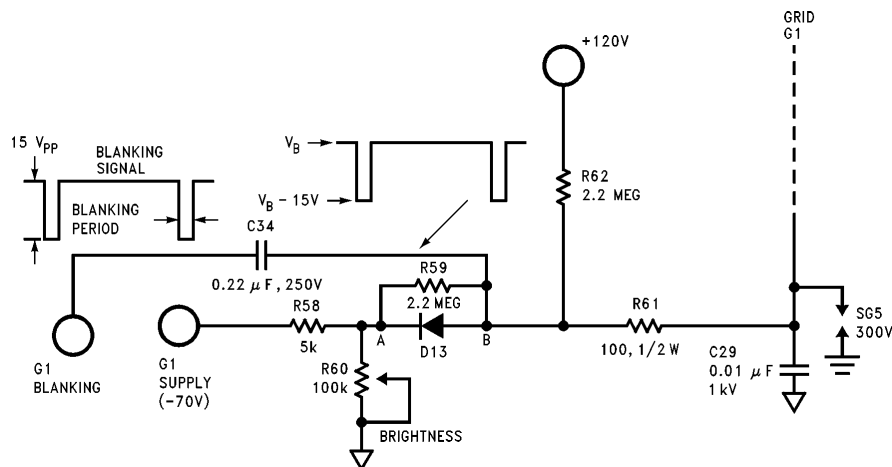 GRID
G1
+120V
15 VPP
BLANKING
SIGNAL
VB
VB − 15V
BLANKING
PERIOD
R62
2.2 MEG
C34
0.22 μF, 250V
R59
2.2 MEG
R58
5k
A
D13
B
R61
100, 1/2 W
SG5
300V
G1
BLANKING
G1
SUPPLY
(−70V)
R60
100k
BRIGHTNESS
C29
0.01 μF
1 kV